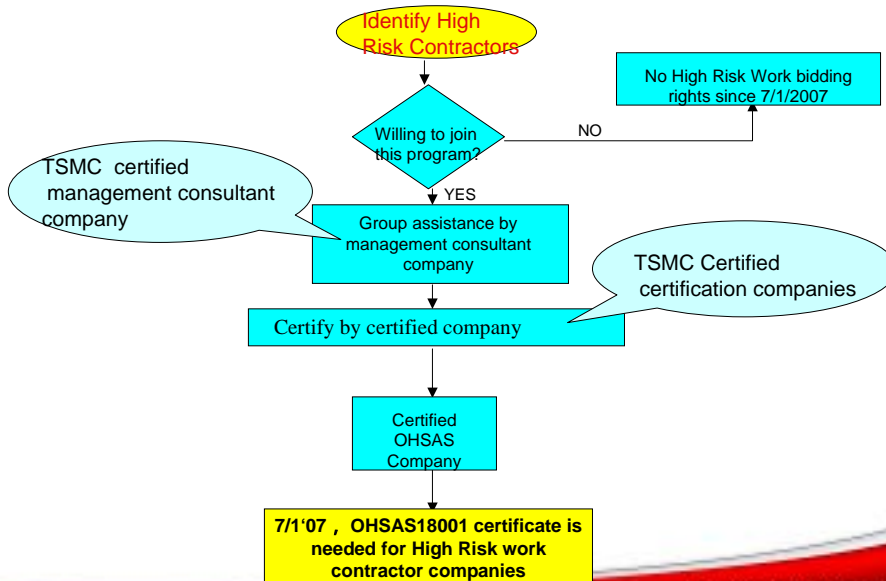 Identify High
Risk Contractors
No High Risk Work bidding
rights since 7/1/2007
Willing to join
this program?
NO
YES
TSMC certified
management consultant
company
Group assistance by
management consultant
company
TSMC Certified
certification companies
Certify by certified company
Certified
OHSAS
Company
7/1‘07 , OHSAS18001 certificate is
needed for High Risk work
contractor companies